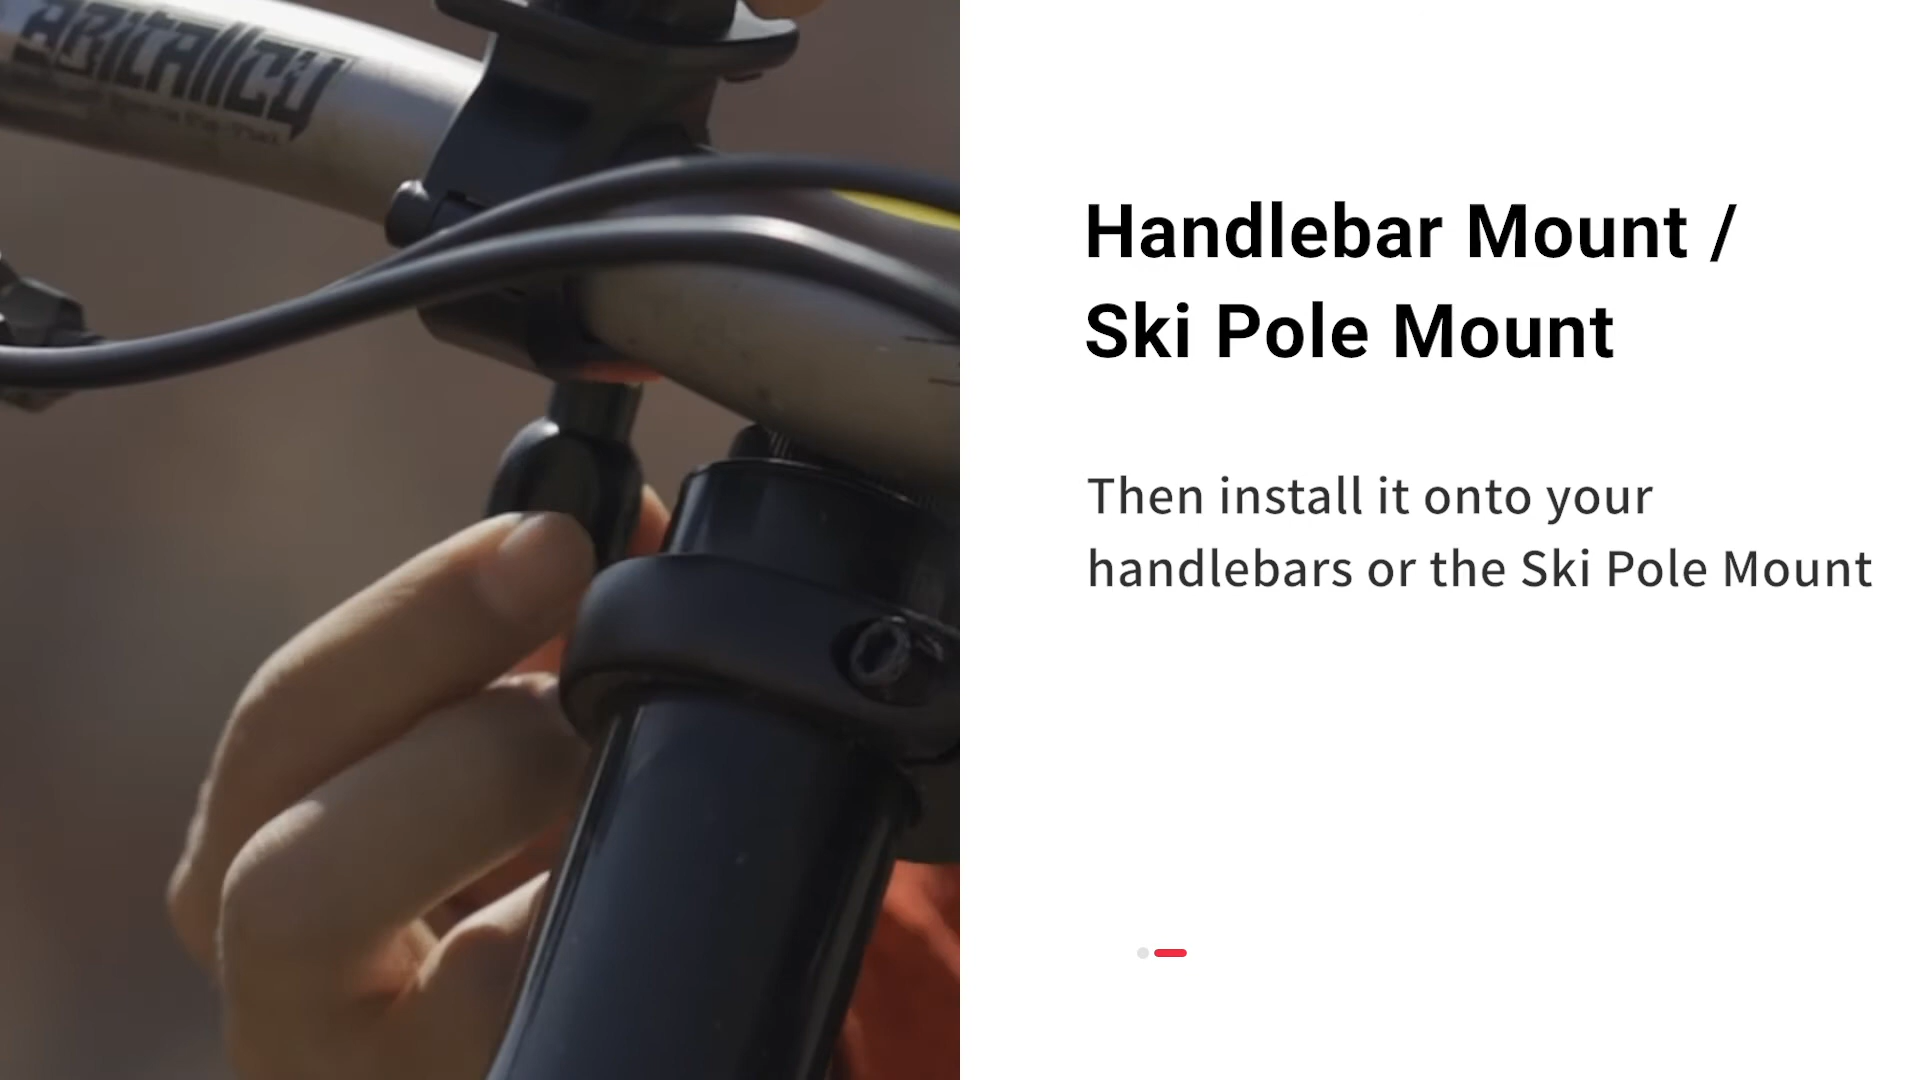 Handlebar Mount /
Ski Pole Mount
Then install it onto your
handlebars or the Ski Pole Mount